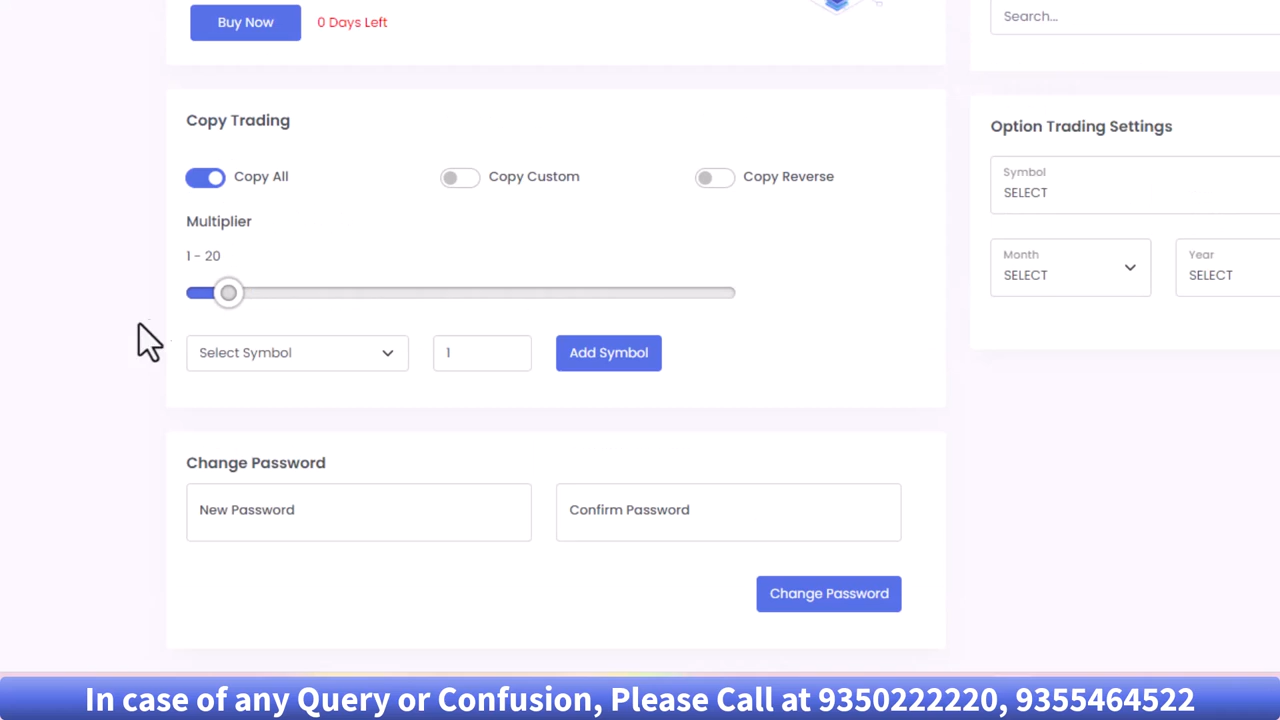 Buy Now
0 Days Left
Search...
Copy Trading
Copy All
Copy Custom
Copy Reverse
Multiplier
1 - 20
Select Symbol
1
Add Symbol
Option Trading Settings
Symbol
SELECT
Month
SELECT
Year
SELECT
Change Password
New Password
Confirm Password
Change Password
In case of any Query or Confusion, Please Call at 9350222220, 9355464522